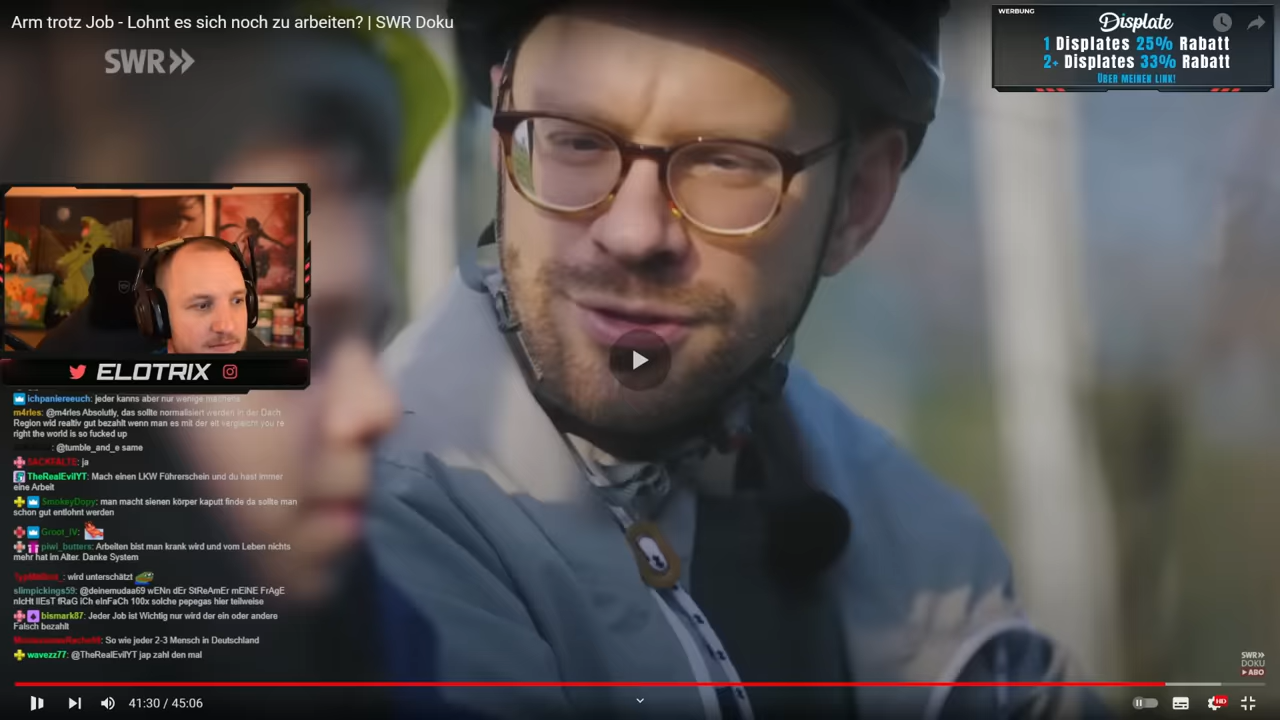 Arm trotz Job - Lohnt es sich noch zu arbeiten? | SWR Doku
SWR
WERBUNG
Displate
1 Displates 25% Rabatt
2+ Displates 33% Rabatt
ÜBER MEINEN LINK!
ELOTRIX
ichpaniereeuch: jeder kanns aber nur wenige machens
m4rles: @m4rles Absolutly, das sollte normalisiert werden in der Dach
Region wid realtiv gut bezahlt wenn man es mit der elt vergleicht you re
right the world is so fucked up
: @tumble_and_e same
SACKFALTE: ja
TheRealEvilYT: Mach einen LKW Führerschein und du hast immer
eine Arbeit
SmokeyDopy: man macht sienen körper kaputt finde da sollte man
schon gut entlohnt werden
Groot_IV:
piwi_butters: Arbeiten bist man krank wird und vom Leben nichts
mehr hat im Alter. Danke System
: wird unterschätzt
slimpickings59: @deinemudaa69 wENn dEr StReAmEr mEiNE FrAgE
nIcHt lIEsT fRaG iCh eInFaCh 100x solche pepegas hier teilweise
bismark87: Jeder Job ist Wichtig nur wird der ein oder andere
Falsch bezahlt
: So wie jeder 2-3 Mensch in Deutschland
wavezz77: @TheRealEvilYT jap zahl den mal
SWR
DOKU
ABO
41:30 / 45:06
HD